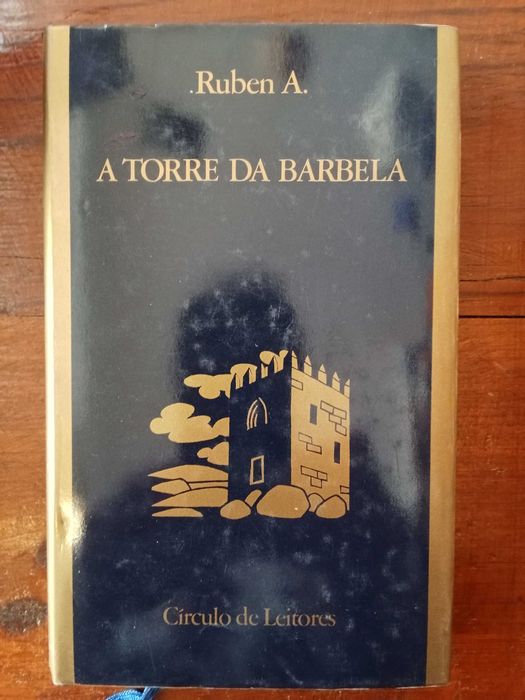 Ruben A.
A TORRE DA BARBELA
Círculo de Leitores